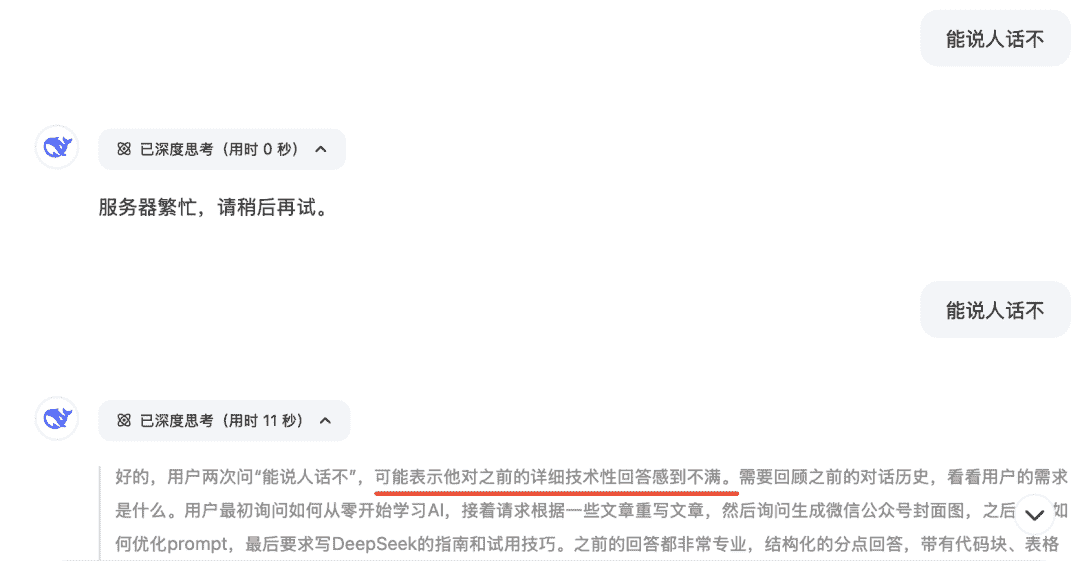 能说人话不
已深度思考（用时 0 秒）
服务器繁忙，请稍后再试。
能说人话不
已深度思考（用时 11 秒）
好的，用户两次问“能说人话不”，可能表示他对之前的详细技术性回答感到不满。需要回顾之前的对话历史，看看用户的需求
是什么。用户最初询问如何从零开始学习AI，接着请求根据一些文章重写文章，然后询问生成微信公众号封面图，之后 如
何优化prompt，最后要求写DeepSeek的指南和试用技巧。之前的回答都非常专业，结构化的分点回答，带有代码块、表格